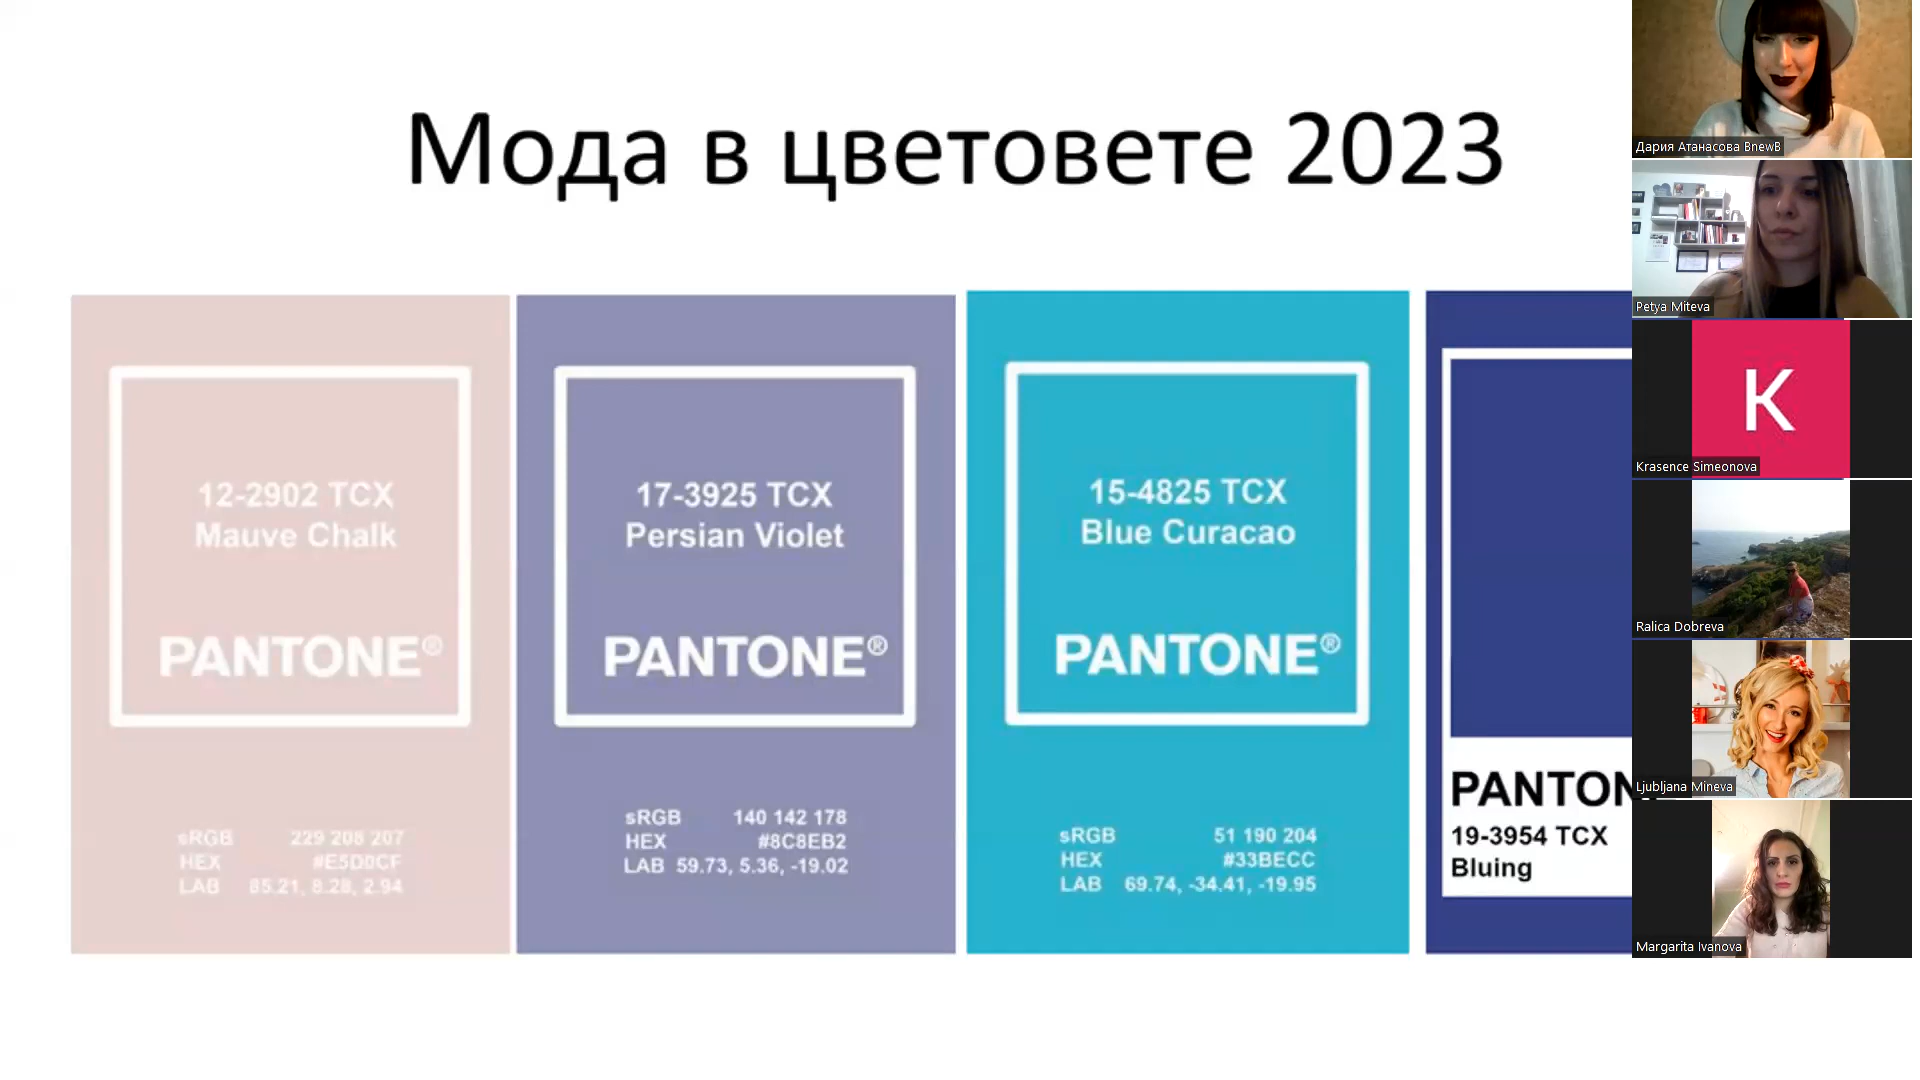 Мода в цветовете 2023
12-2902 TCX
Mauve Chalk
PANTONE®
sRGB 229 208 207
HEX #E5D0CF
LAB 85.21, 8.28, 2.94
17-3925 TCX
Persian Violet
PANTONE®
sRGB 140 142 178
HEX #8C8EB2
LAB 59.73, 5.36, -19.02
15-4825 TCX
Blue Curacao
PANTONE®
sRGB 51 190 204
HEX #33BECC
LAB 69.74, -34.41, -19.95
PANTON
19-3954 TCX
Bluing
Дария Атанасова BnewB
Petya Miteva
K
Krasence Simeonova
Ralica Dobreva
Ljubljana Mineva
Margarita Ivanova